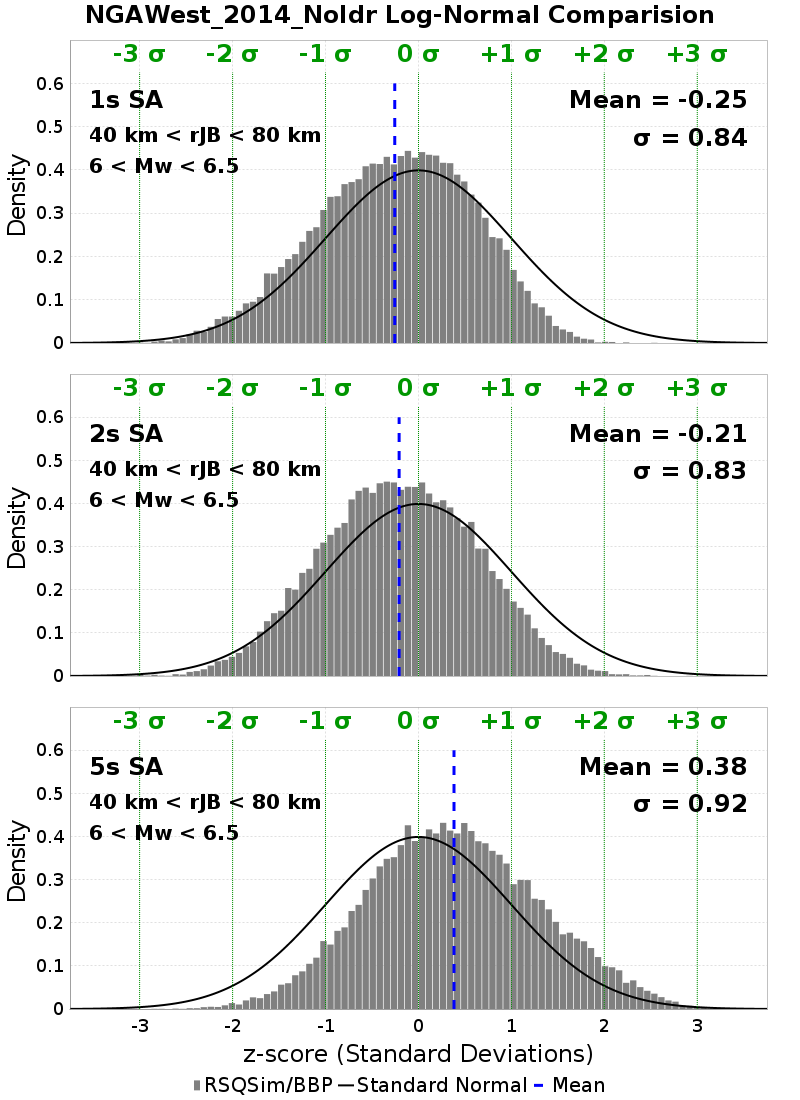 NGAWest_2014_NoIdr Log-Normal Comparision
-3 σ -2 σ -1 σ 0 σ +1 σ +2 σ +3 σ
0.6
1s SA
Mean = -0.25
0.5
40 km < rJB < 80 km
σ = 0.84
6 < Mw < 6.5
0.4
Density
0.3
0.2
0.1
0
-3 σ -2 σ -1 σ 0 σ +1 σ +2 σ +3 σ
0.6
2s SA
Mean = -0.21
0.5
40 km < rJB < 80 km
σ = 0.83
6 < Mw < 6.5
0.4
Density
0.3
0.2
0.1
0
-3 σ -2 σ -1 σ 0 σ +1 σ +2 σ +3 σ
0.6
5s SA
Mean = 0.38
0.5
40 km < rJB < 80 km
σ = 0.92
6 < Mw < 6.5
0.4
Density
0.3
0.2
0.1
0
-3 -2 -1 0 1 2 3
z-score (Standard Deviations)
RSQSim/BBP Standard Normal Mean